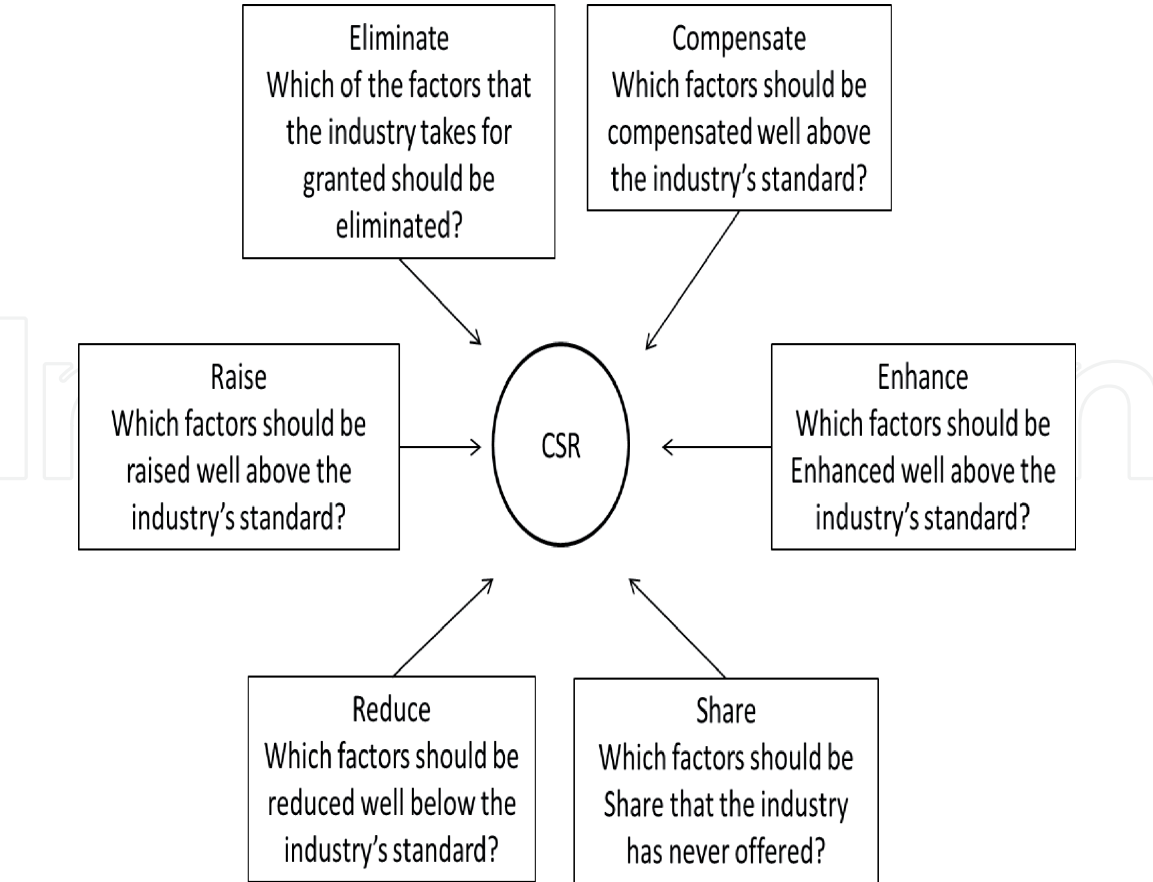 Eliminate
Which of the factors that
the industry takes for
granted should be
eliminated?
Compensate
Which factors should be
compensated well above
the industry's standard?
Raise
Which factors should be
raised well above the
industry's standard?
CSR
Enhance
Which factors should be
Enhanced well above the
industry's standard?
Reduce
Which factors should be
reduced well below the
industry's standard?
Share
Which factors should be
Share that the industry
has never offered?